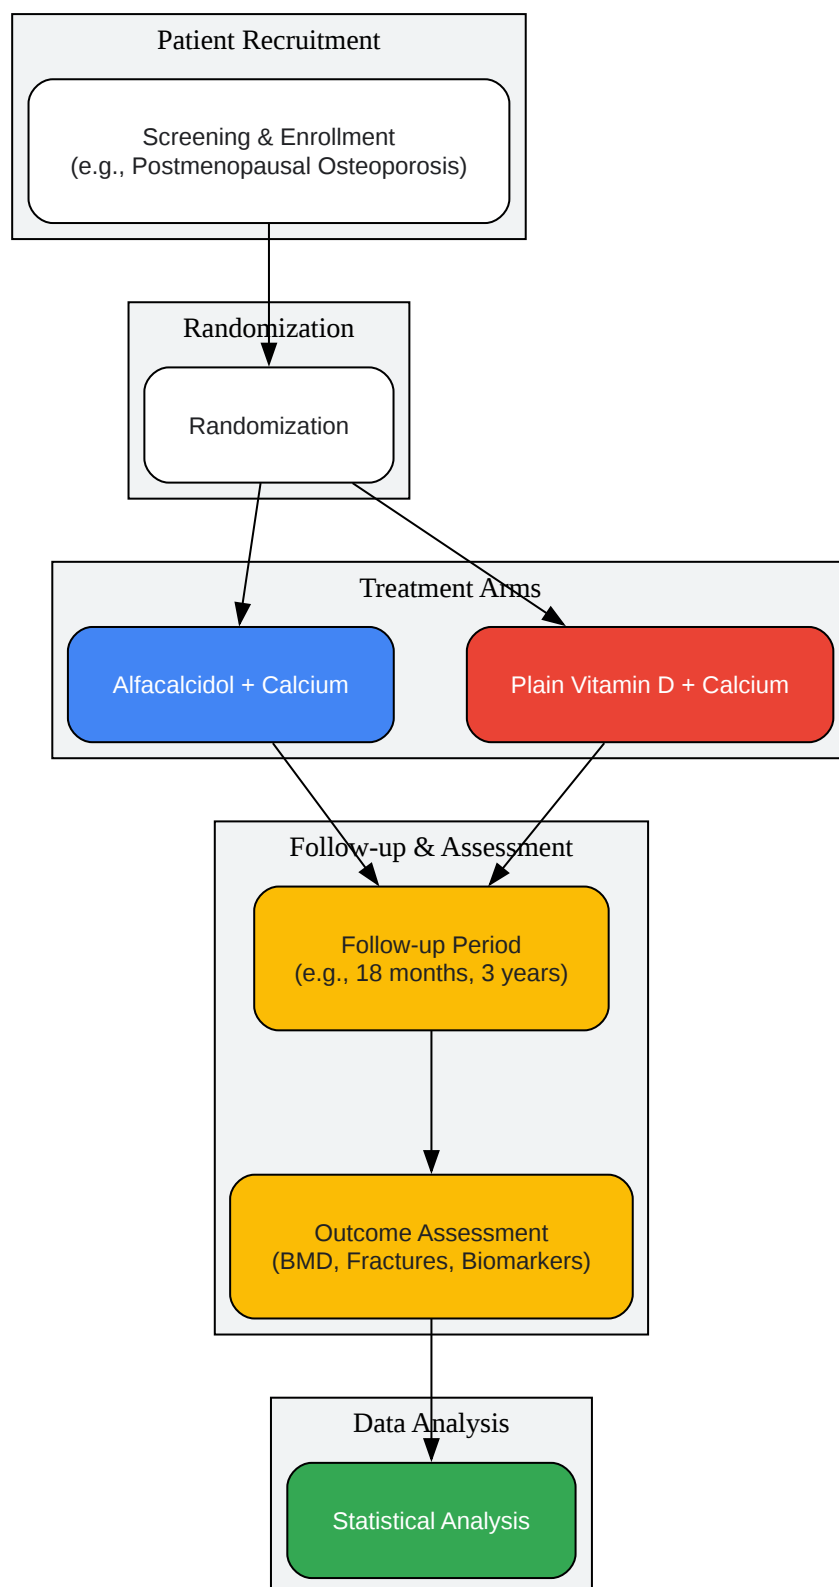 Patient Recruitment
Screening & Enrollment
(e.g., Postmenopausal Osteoporosis)
Randomization
Randomization
Treatment Arms
Alfacalcidol + Calcium
Plain Vitamin D + Calcium
Follow-up & Assessment
Follow-up Period
(e.g., 18 months, 3 years)
Outcome Assessment
(BMD, Fractures, Biomarkers)
Data Analysis
Statistical Analysis